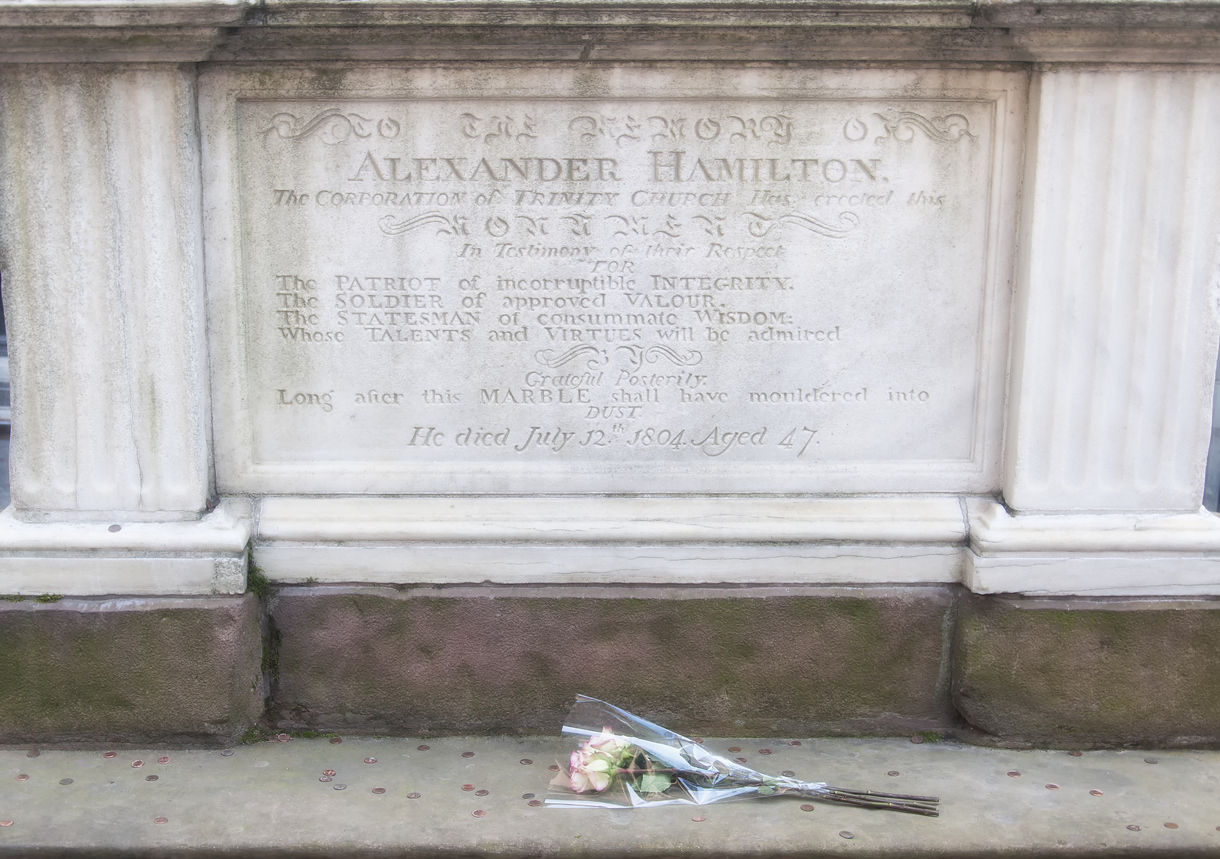 TO THE MEMORY OF
ALEXANDER HAMILTON,
The CORPORATION of TRINITY CHURCH Has erected this
MONUMENT
In Testimony of their Respect
FOR
The PATRIOT of incorruptible INTEGRITY.
The SOLDIER of approved VALOUR.
The STATESMAN of consummate WISDOM:
Whose TALENTS and VIRTUES will be admired
BY
Grateful Posterity.
Long after this MARBLE shall have mouldered into
DUST.
He died July 12.th 1804. Aged 47.